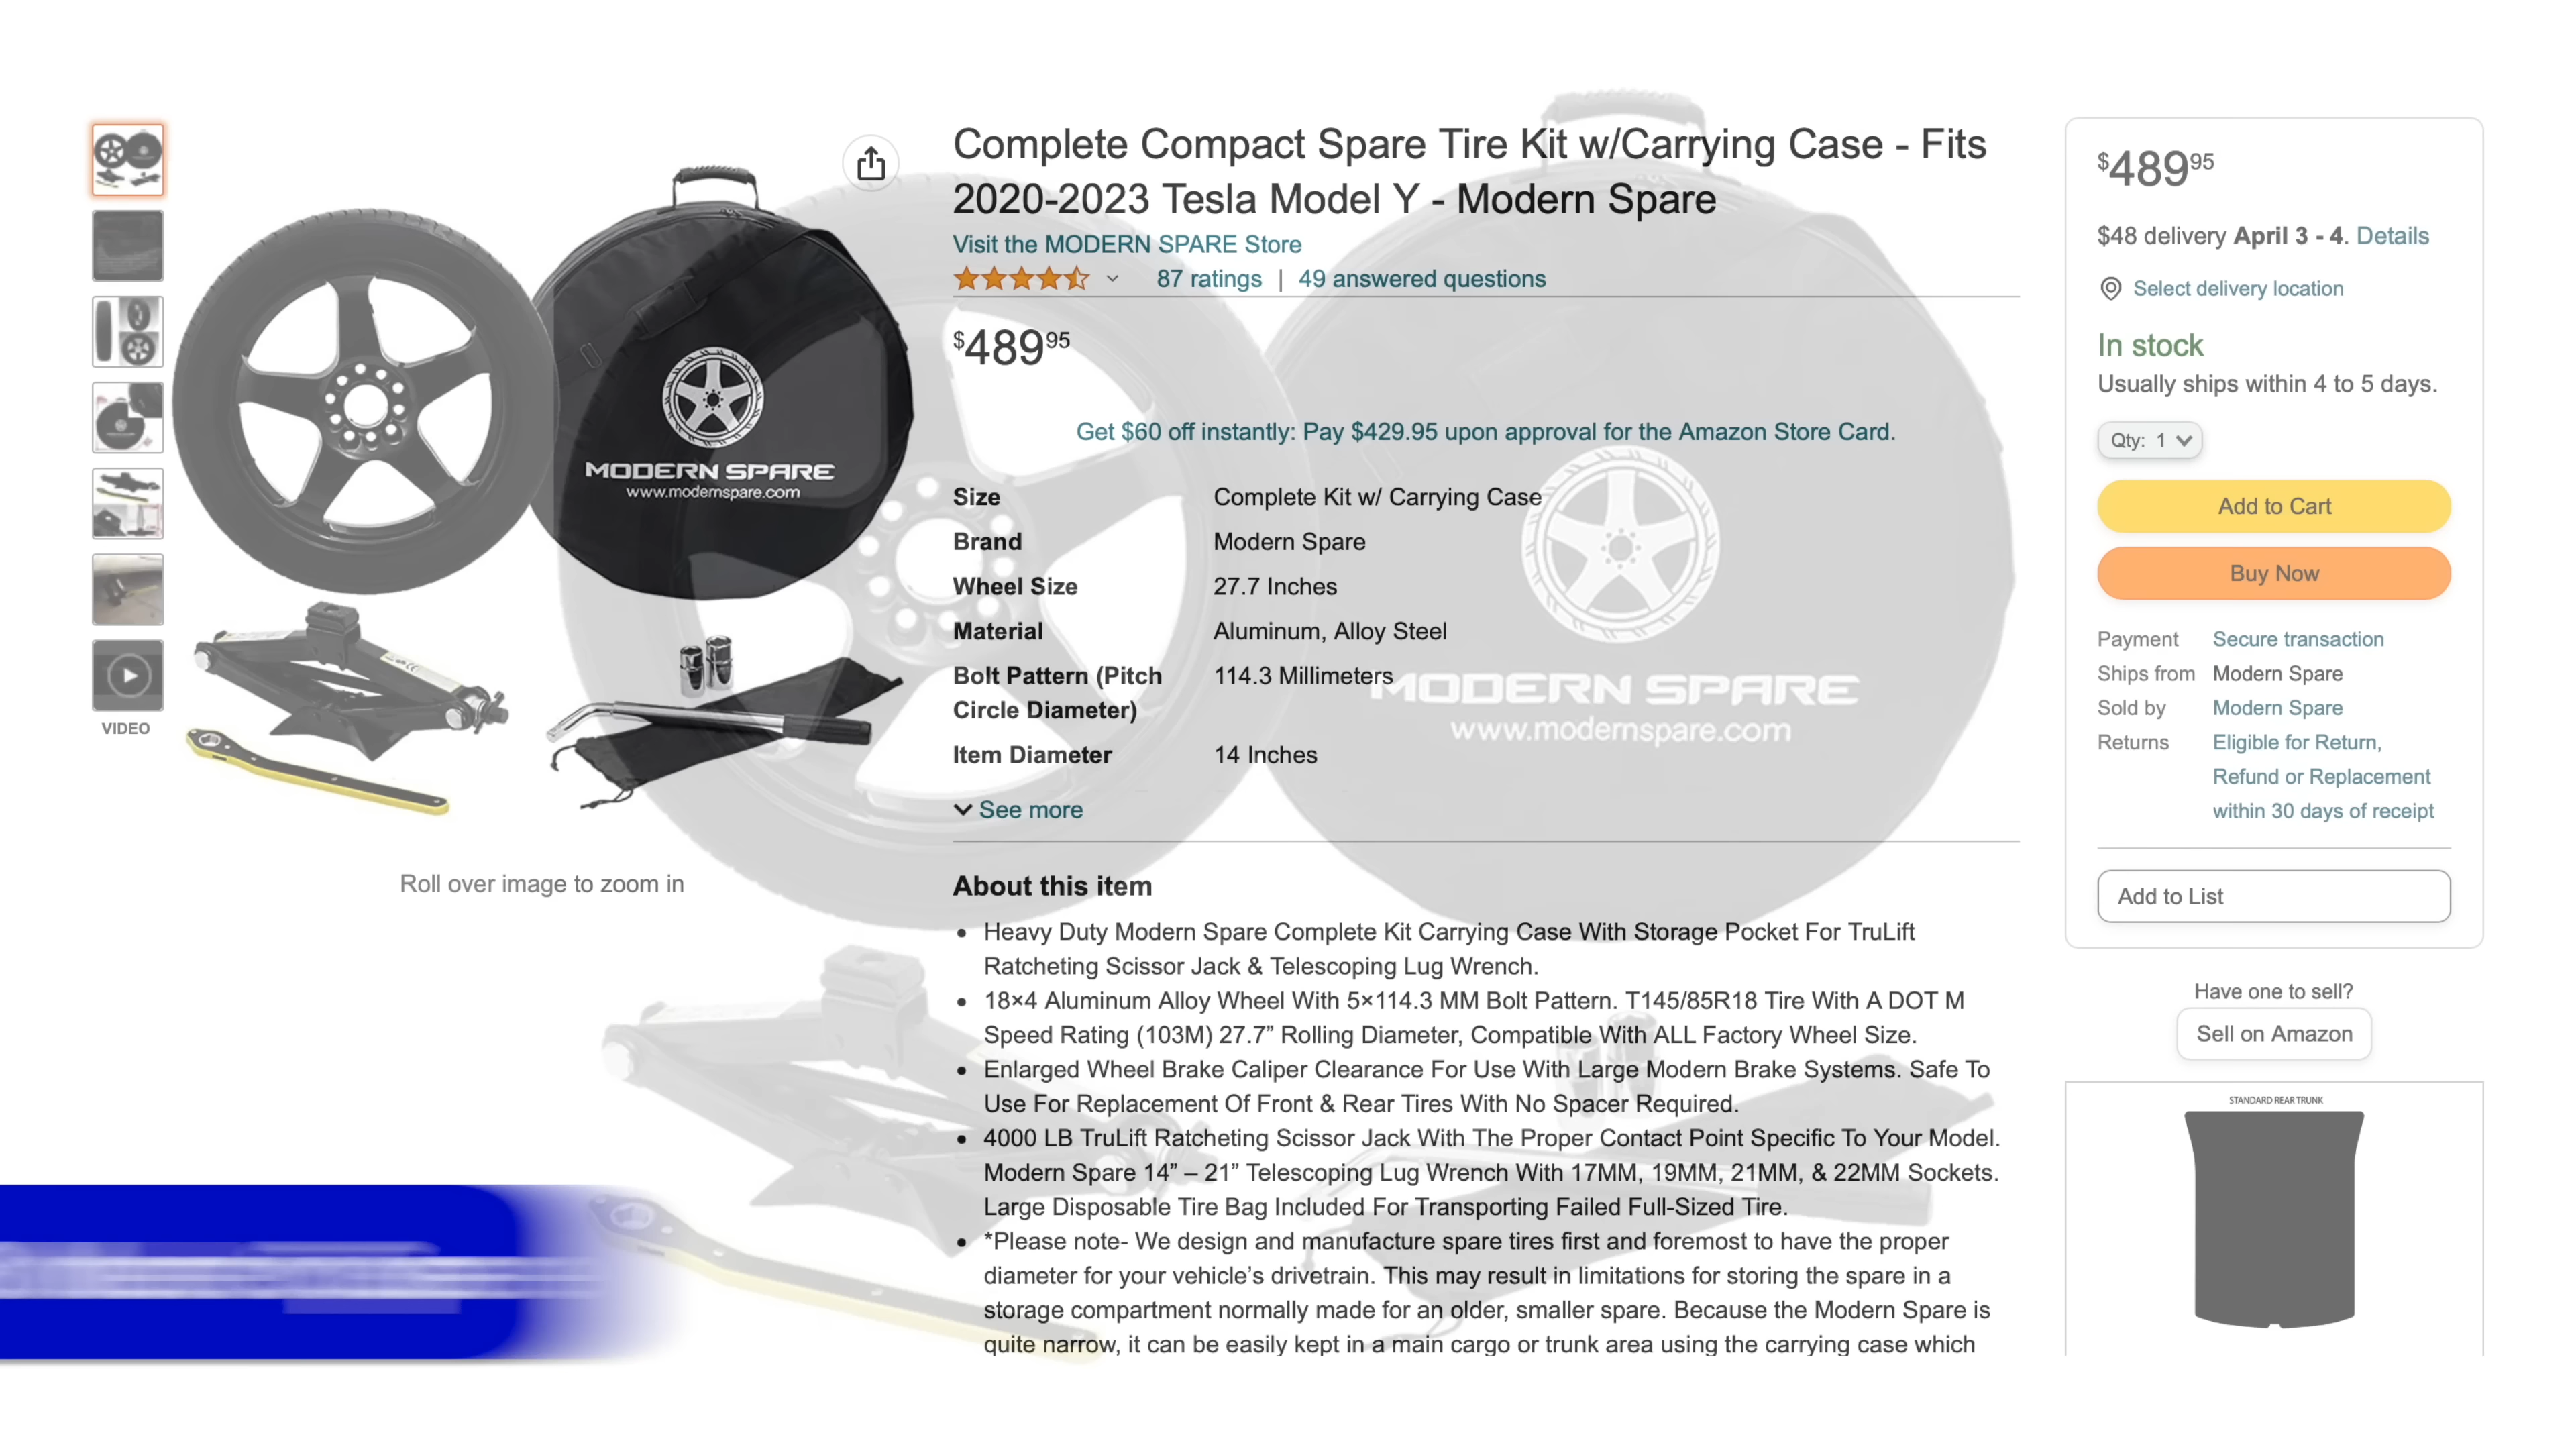 Complete Compact Spare Tire Kit w/Carrying Case - Fits
2020-2023 Tesla Model Y - Modern Spare
Visit the MODERN SPARE Store
87 ratings | 49 answered questions
$489.95
Get $60 off instantly: Pay $429.95 upon approval for the Amazon Store Card.
Size Complete Kit w/ Carrying Case
Brand Modern Spare
Wheel Size 27.7 Inches
Material Aluminum, Alloy Steel
Bolt Pattern (Pitch 114.3 Millimeters
Circle Diameter)
Item Diameter 14 Inches
See more
About this item
• Heavy Duty Modern Spare Complete Kit Carrying Case With Storage Pocket For TruLift
Ratcheting Scissor Jack & Telescoping Lug Wrench.
• 18×4 Aluminum Alloy Wheel With 5×114.3 MM Bolt Pattern. T145/85R18 Tire With A DOT M
Speed Rating (103M) 27.7” Rolling Diameter, Compatible With ALL Factory Wheel Size.
• Enlarged Wheel Brake Caliper Clearance For Use With Large Modern Brake Systems. Safe To
Use For Replacement Of Front & Rear Tires With No Spacer Required.
• 4000 LB TruLift Ratcheting Scissor Jack With The Proper Contact Point Specific To Your Model.
Modern Spare 14” – 21” Telescoping Lug Wrench With 17MM, 19MM, 21MM, & 22MM Sockets.
Large Disposable Tire Bag Included For Transporting Failed Full-Sized Tire.
• *Please note- We design and manufacture spare tires first and foremost to have the proper
diameter for your vehicle’s drivetrain. This may result in limitations for storing the spare in a
storage compartment normally made for an older, smaller spare. Because the Modern Spare is
quite narrow, it can be easily kept in a main cargo or trunk area using the carrying case which
MODERN SPARE
www.modernspare.com
MODERN SPARE
www.modernspare.com
VIDEO
Roll over image to zoom in
$489.95
$48 delivery April 3 - 4. Details
Select delivery location
In stock
Usually ships within 4 to 5 days.
Qty: 1
Add to Cart
Buy Now
Payment Secure transaction
Ships from Modern Spare
Sold by Modern Spare
Returns Eligible for Return,
Refund or Replacement
within 30 days of receipt
Add to List
Have one to sell?
Sell on Amazon
STANDARD REAR TRUNK